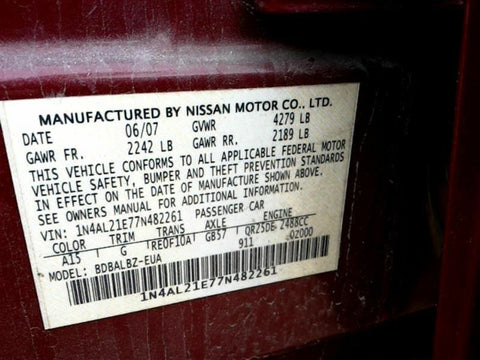 MANUFACTURED BY NISSAN MOTOR CO., LTD.
DATE 06/07 GVWR 4279 LB
GAWR FR. 2242 LB GAWR RR. 2189 LB
THIS VEHICLE CONFORMS TO ALL APPLICABLE FEDERAL MOTOR
VEHICLE SAFETY, BUMPER AND THEFT PREVENTION STANDARDS
IN EFFECT ON THE DATE OF MANUFACTURE SHOWN ABOVE.
SEE OWNERS MANUAL FOR ADDITIONAL INFORMATION.
VIN: 1N4AL21E77N482261 PASSENGER CAR
COLOR TRIM TRANS AXLE ENGINE
A15 G RE0F10A GB57 QR25DE 2488CC
911 02000
MODEL: BDBALBZ-EUA
1N4AL21E77N482261